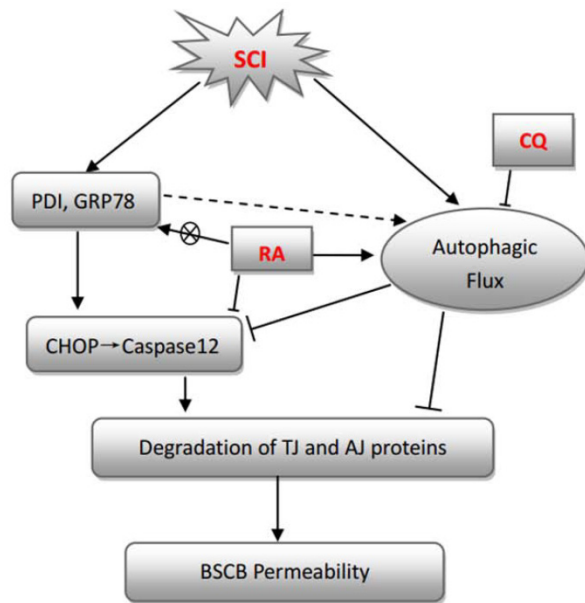 SCI
CQ
PDI, GRP78
RA
Autophagic
Flux
CHOP→Caspase12
Degradation of TJ and AJ proteins
BSCB Permeability